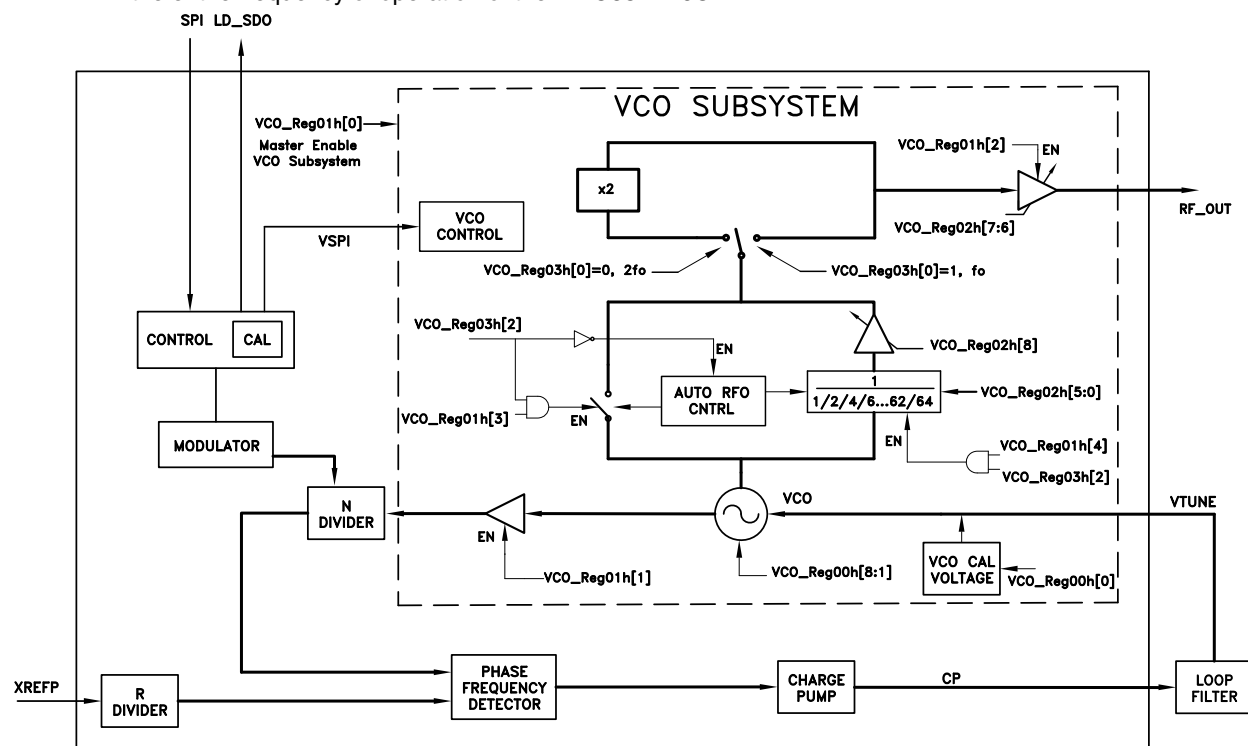 SPI LD_SDO
VCO SUBSYSTEM
VCO_Reg01h[0]
Master Enable
VCO Subsystem
VCO_Reg01h[2]
EN
x2
RF_OUT
VCO
CONTROL
VCO_Reg02h[7:6]
VSPI
VCO_Reg03h[0]=0, 2fo
VCO_Reg03h[0]=1, fo
CONTROL
CAL
VCO_Reg03h[2]
EN
VCO_Reg02h[8]
AUTO RFO
CNTRL
1
1/2/4/6...62/64
VCO_Reg02h[5:0]
VCO_Reg01h[3]
EN
EN
VCO_Reg01h[4]
VCO_Reg03h[2]
MODULATOR
N
DIVIDER
EN
VCO
VTUNE
VCO_Reg01h[1]
VCO_Reg00h[8:1]
VCO CAL
VOLTAGE
VCO_Reg00h[0]
XREFP
R
DIVIDER
PHASE
FREQUENCY
DETECTOR
CHARGE
PUMP
CP
LOOP
FILTER